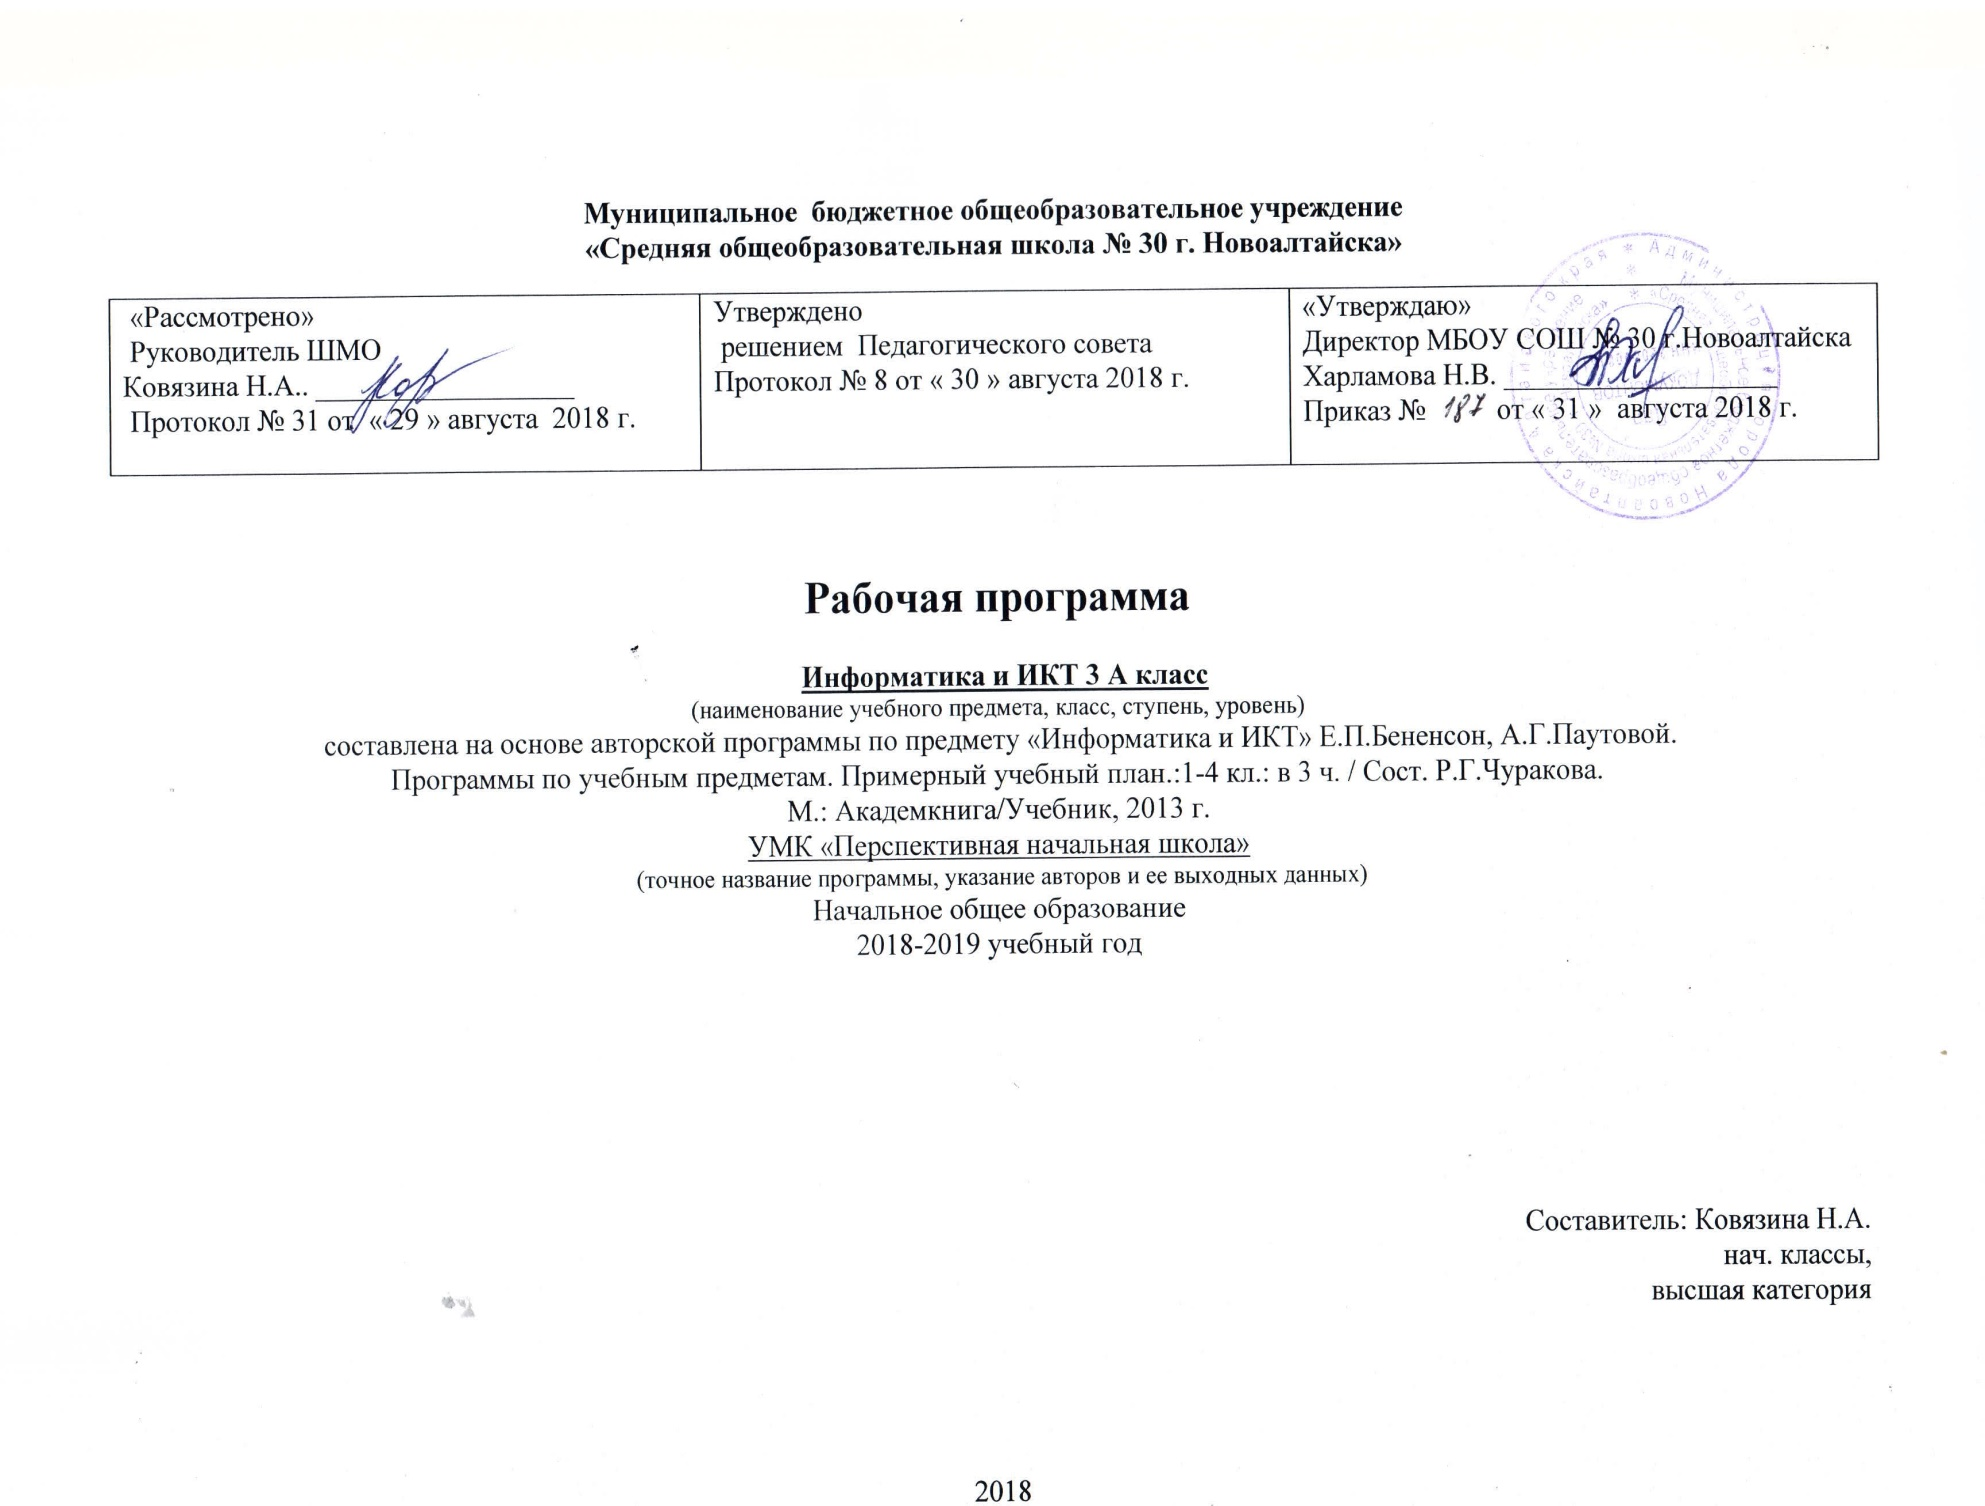 Муниципальное бюджетное общеобразовательное учреждение
«Средняя общеобразовательная школа № 30 г. Новоалтайска»
«Рассмотрено»
Руководитель ШМО
Ковязина Н.А.. ___________________
Протокол № 31 от « 29 » августа 2018 г.
Утверждено
решением Педагогического совета
Протокол № 8 от « 30 » августа 2018 г.
«Утверждаю»
Директор МБОУ СОШ № 30 г.Новоалтайска
Харламова Н.В. ____________________
Приказ № 187 от « 31 » августа 2018 г.
Рабочая программа
Информатика и ИКТ 3 А класс
(наименование учебного предмета, класс, ступень, уровень)
составлена на основе авторской программы по предмету «Информатика и ИКТ» Е.П.Бененсон, А.Г.Паутовой.
Программы по учебным предметам. Примерный учебный план.:1-4 кл.: в 3 ч. / Сост. Р.Г.Чуракова.
М.: Академкнига/Учебник, 2013 г.
УМК «Перспективная начальная школа»
(точное название программы, указание авторов и ее выходных данных)
Начальное общее образование
2018-2019 учебный год
Составитель: Ковязина Н.А.
нач. классы,
высшая категория
2018